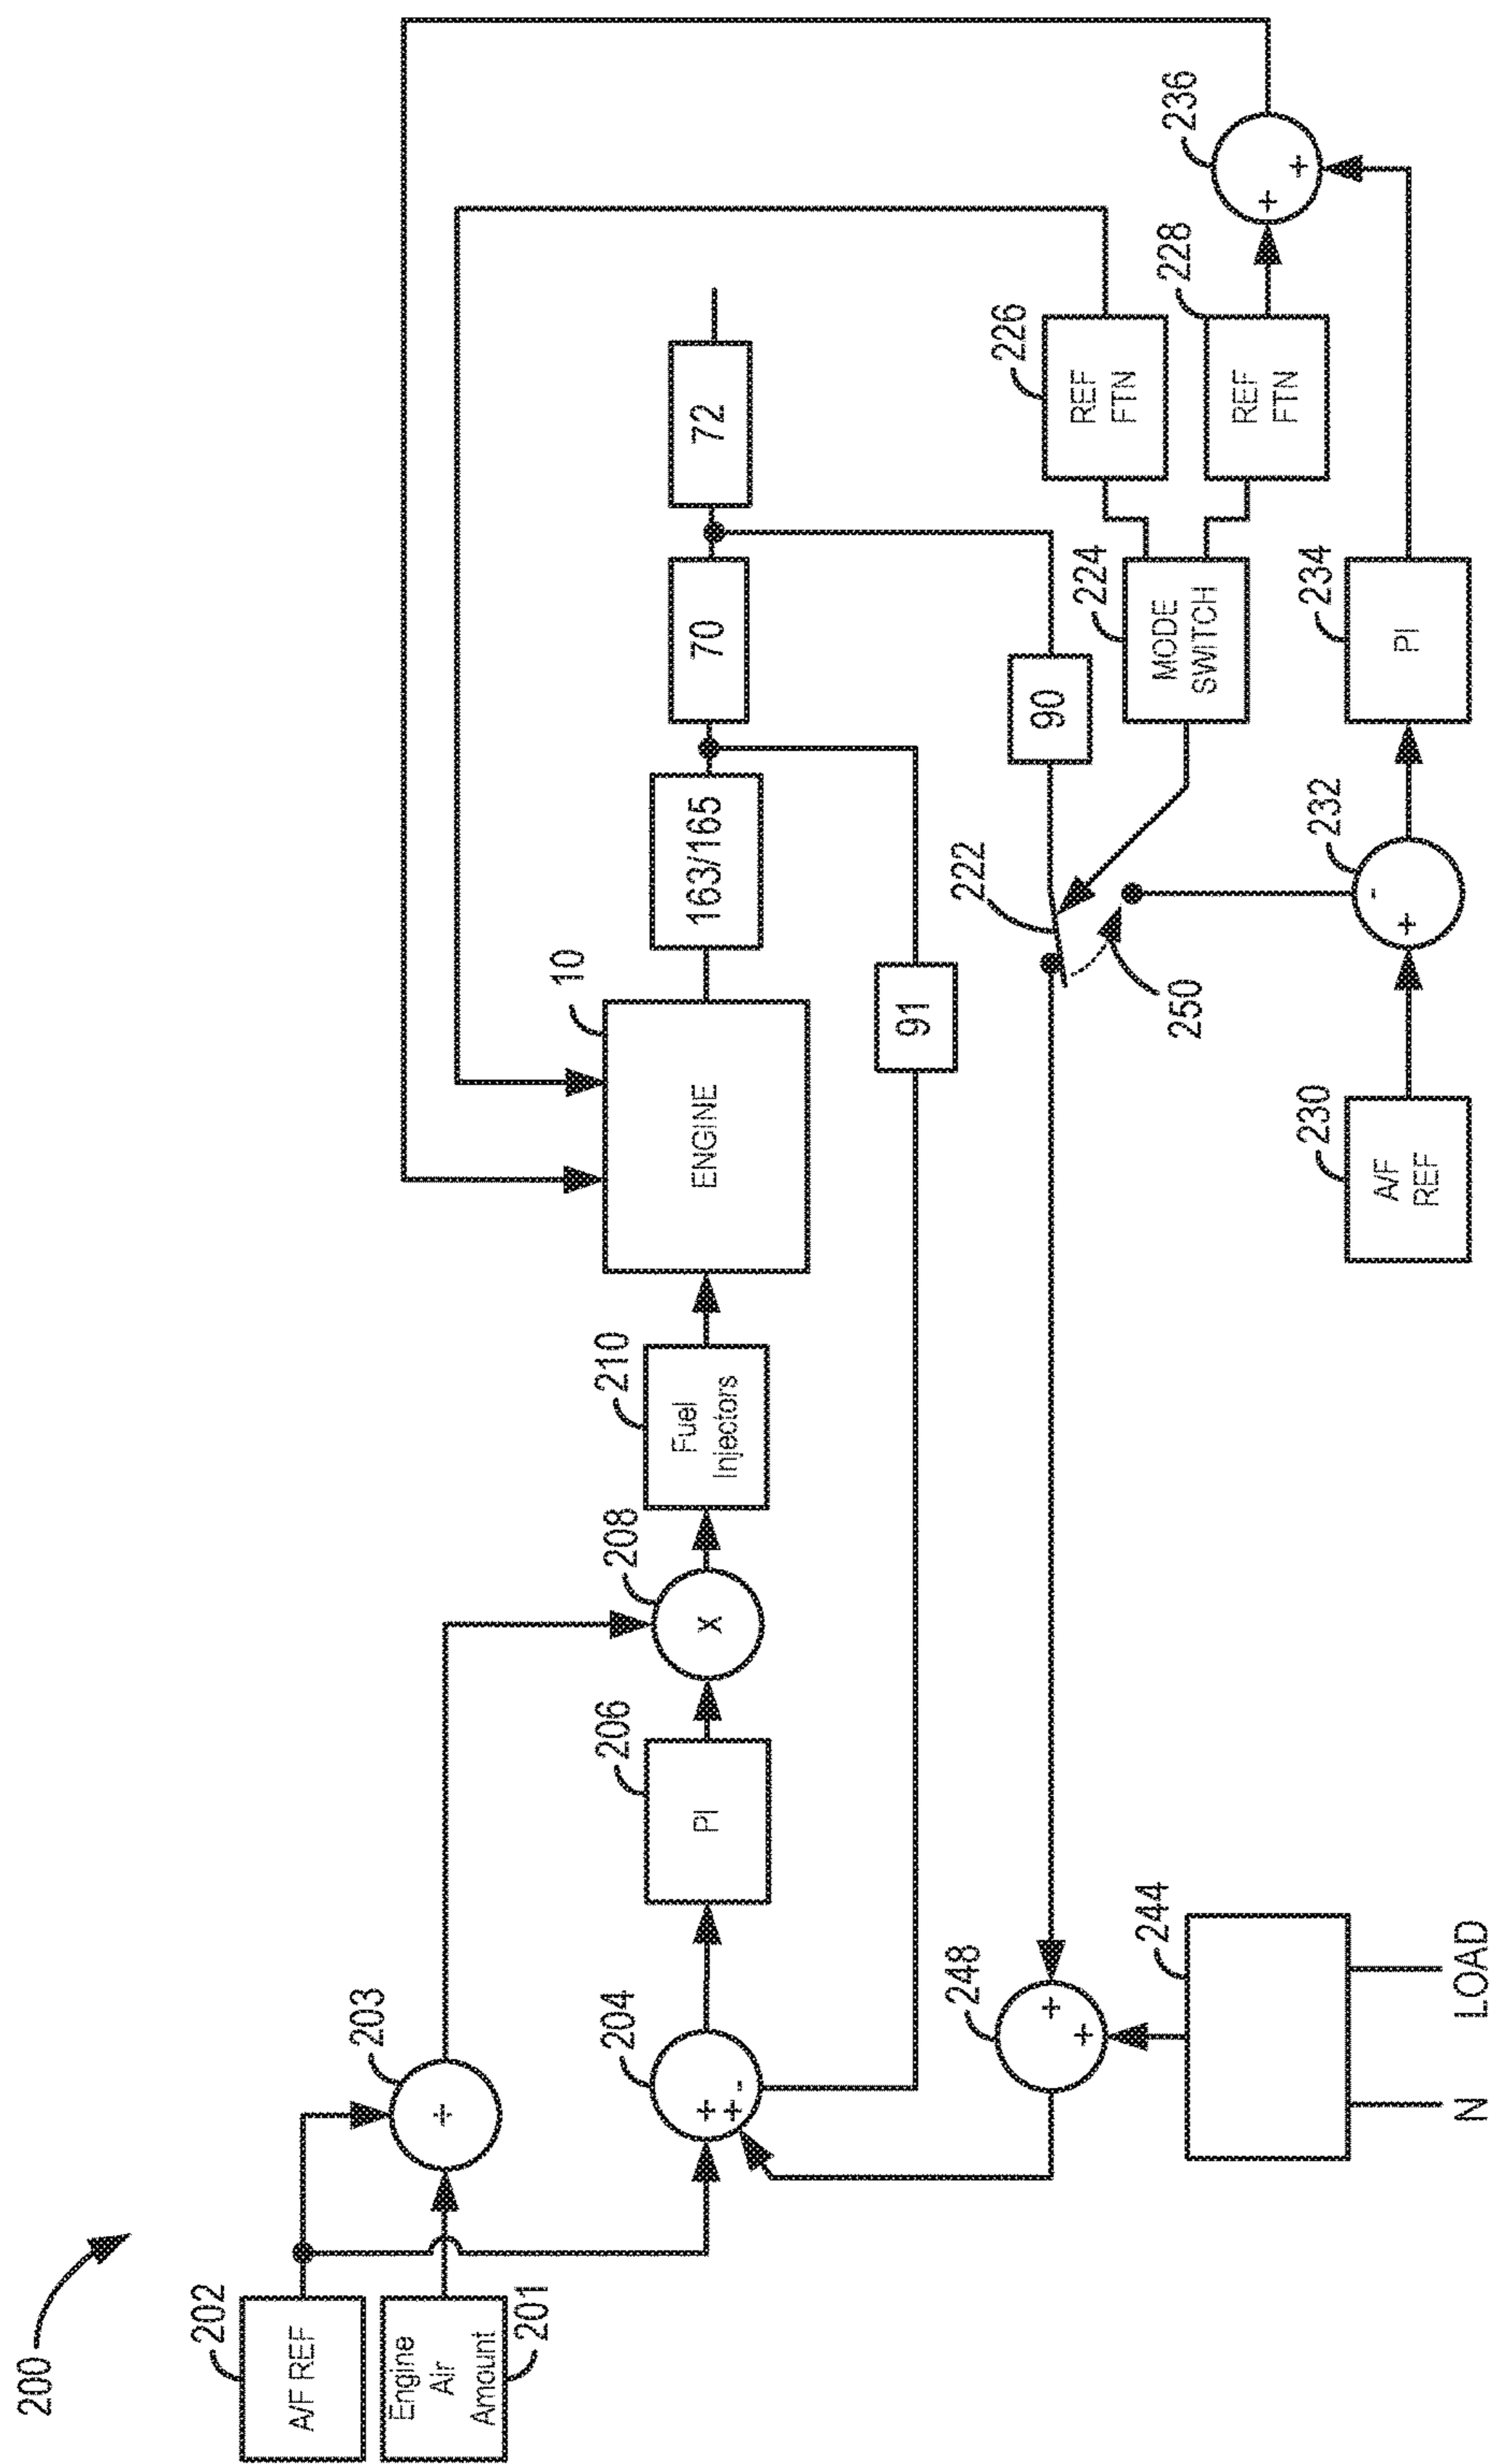 200
202
A/F REF
Engine
Air
Amount
201
203
÷
204
+
+
-
206
PI
208
X
210
Fuel
Injectors
10
ENGINE
163/165
70
72
91
90
222
250
224
MODE
SWITCH
226
REF
FTN
228
REF
FTN
236
+
+
234
PI
232
-
+
230
A/F
REF
248
+
+
244
N
LOAD